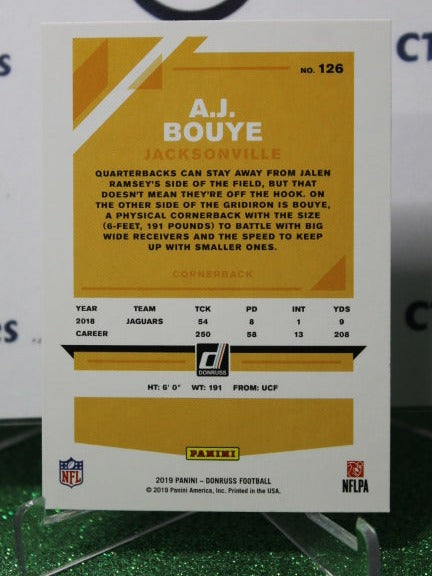 NO. 126
A.J.
BOUYE
JACKSONVILLE
QUARTERBACKS CAN STAY AWAY FROM JALEN
RAMSEY'S SIDE OF THE FIELD, BUT THAT
DOESN'T MEAN THEY'RE OFF THE HOOK. ON
THE OTHER SIDE OF THE GRIDIRON IS BOUYE,
A PHYSICAL CORNERBACK WITH THE SIZE
(6-FEET, 191 POUNDS) TO BATTLE WITH BIG
WIDE RECEIVERS AND THE SPEED TO KEEP
UP WITH SMALLER ONES.
CORNERBACK
YEAR TEAM TCK PD INT YDS
2018 JAGUARS 54 8 1 9
CAREER 250 58 13 208
DONRUSS
HT: 6' 0" WT: 191 FROM: UCF
PANINI
NFL
NFLPA
2019 PANINI – DONRUSS FOOTBALL
© 2019 Panini America, Inc. Printed in the USA.